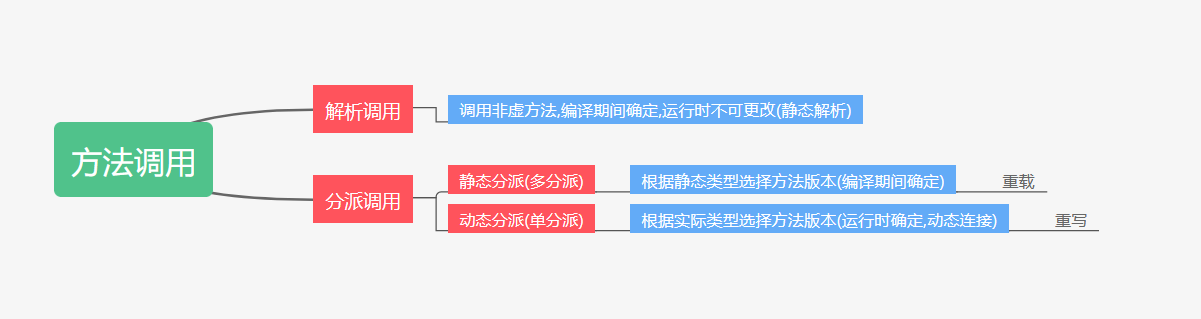 方法调用
解析调用
调用非虚方法,编译期间确定,运行时不可更改(静态解析)
分派调用
静态分派(多分派)
根据静态类型选择方法版本(编译期间确定)
重载
动态分派(单分派)
根据实际类型选择方法版本(运行时确定,动态连接)
重写